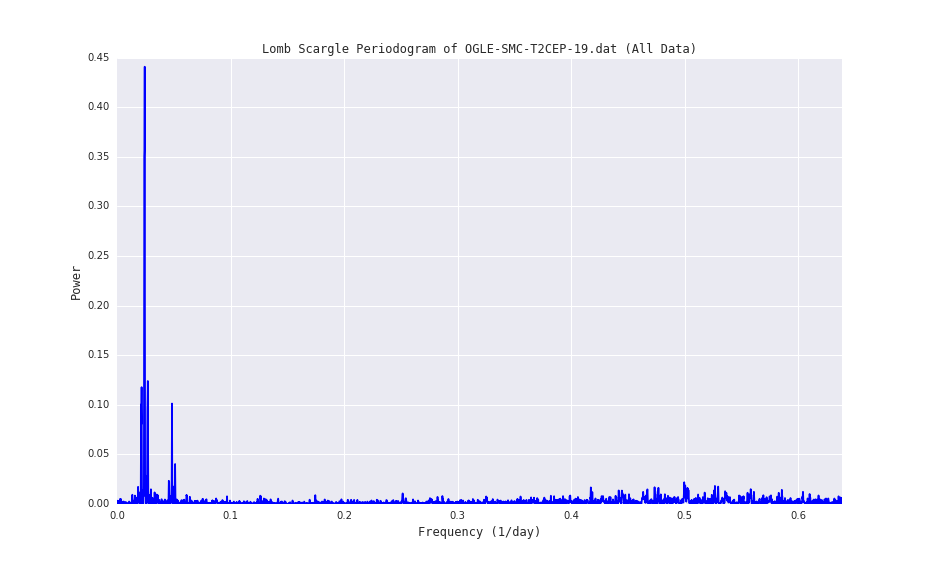 Lomb Scargle Periodogram of OGLE-SMC-T2CEP-19.dat (All Data)
0.45
0.40
0.35
0.30
0.25
0.20
0.15
0.10
0.05
0.00
Power
0.0 0.1 0.2 0.3 0.4 0.5 0.6
Frequency (1/day)